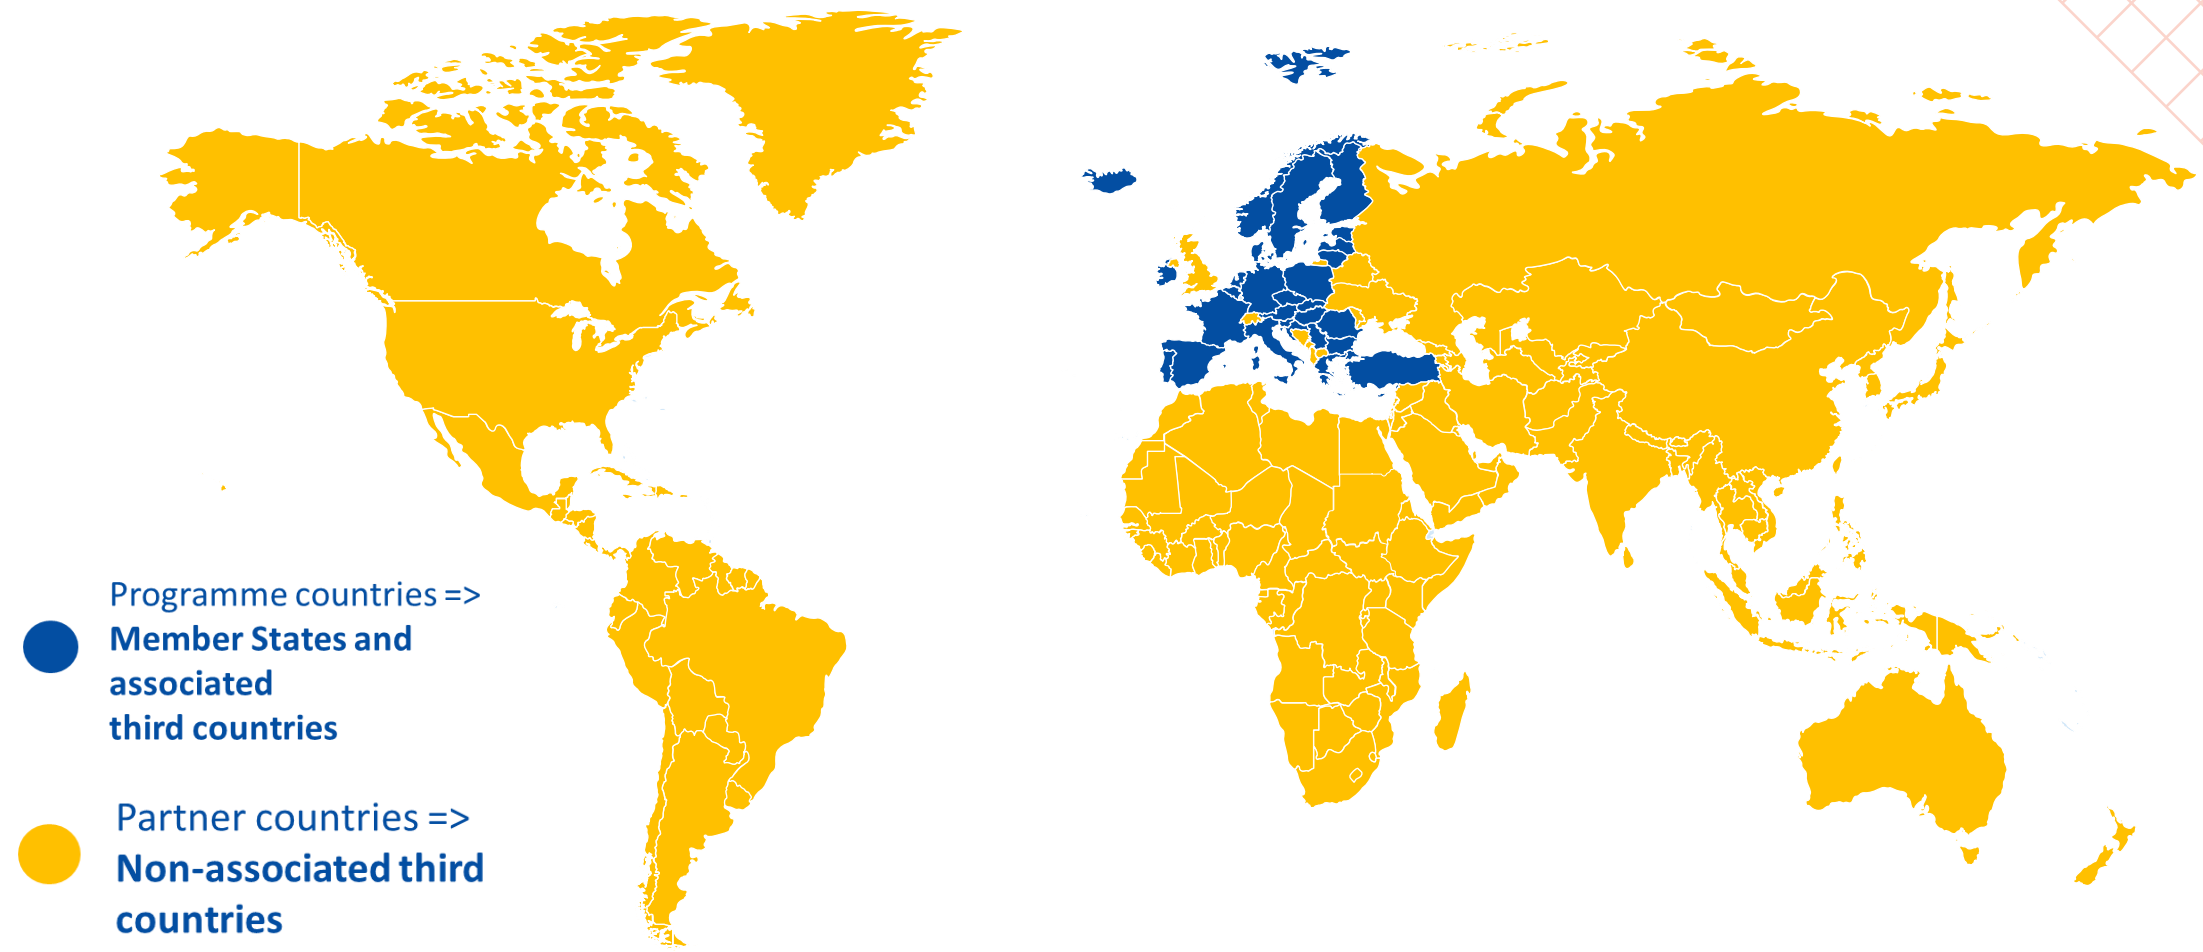 Programme countries =>
Member States and
associated
third countries
Partner countries =>
Non-associated third
countries